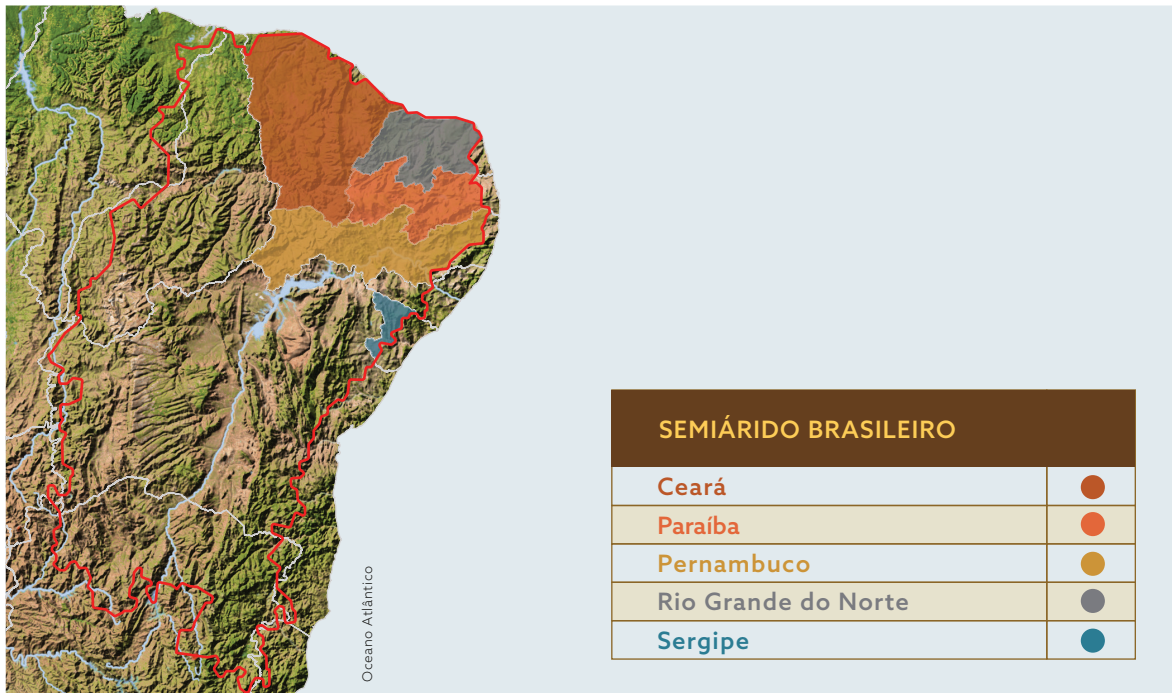 Oceano Atlântico
SEMIÁRIDO BRASILEIRO
Ceará
Paraíba
Pernambuco
Rio Grande do Norte
Sergipe